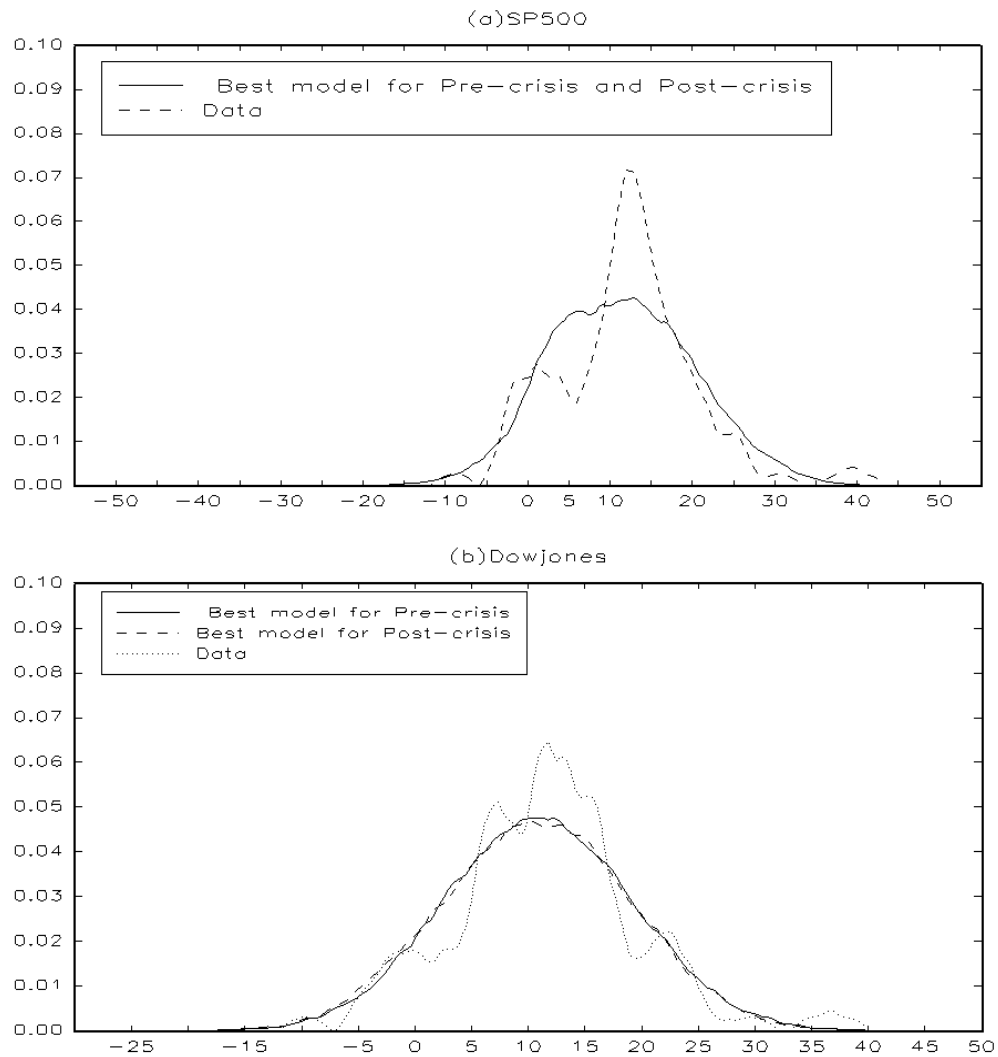 (a)SP500
0.10
0.09
0.08
0.07
0.06
0.05
0.04
0.03
0.02
0.01
0.00
Best model for Pre-crisis and Post-crisis
Data
-50 -40 -30 -20 -10 0 5 10 20 30 40 50
(b)Dowjones
0.10
0.09
0.08
0.07
0.06
0.05
0.04
0.03
0.02
0.01
0.00
Best model for Pre-crisis
Best model for Post-crisis
Data
-25 -15 -5 0 5 10 15 20 25 30 35 40 45 50